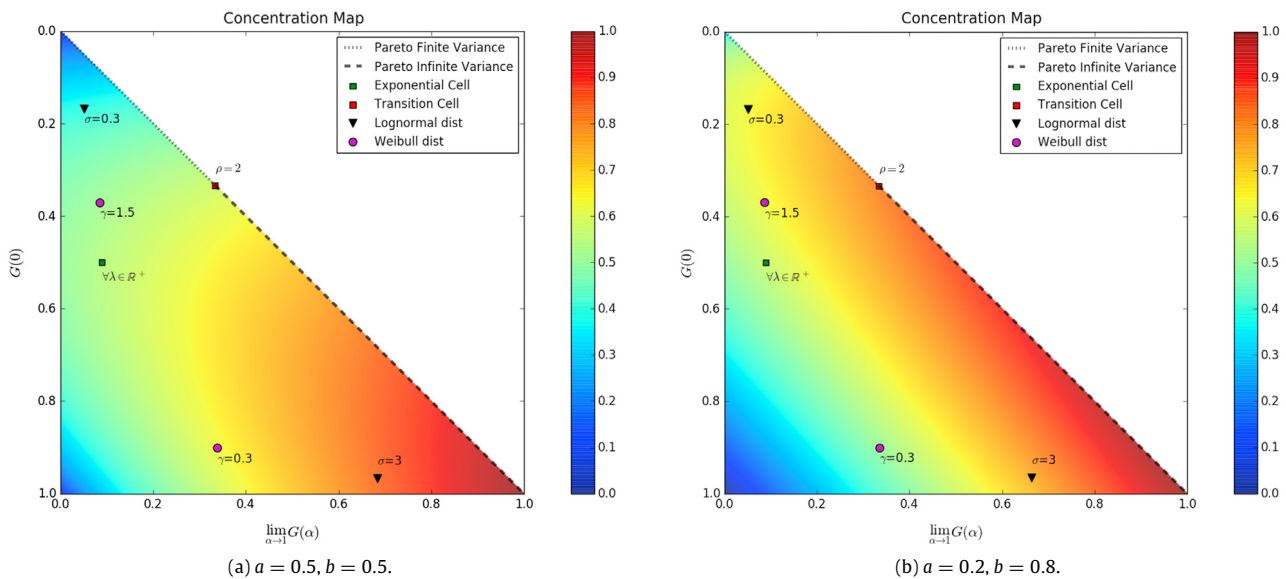 Concentration Map
0.0
0.2
0.4
0.6
0.8
1.0
G(0)
Pareto Finite Variance
Pareto Infinite Variance
Exponential Cell
Transition Cell
Lognormal dist
Weibull dist
σ=0.3
ρ=2
γ=1.5
∀λ∈ℝ⁺
γ=0.3
σ=3
0.0 0.2 0.4 0.6 0.8 1.0
lim G(α)
α→1
1.0
0.9
0.8
0.7
0.6
0.5
0.4
0.3
0.2
0.1
0.0
(a) a = 0.5, b = 0.5.
Concentration Map
0.0
0.2
0.4
0.6
0.8
1.0
G(0)
Pareto Finite Variance
Pareto Infinite Variance
Exponential Cell
Transition Cell
Lognormal dist
Weibull dist
σ=0.3
ρ=2
γ=1.5
∀λ∈ℝ⁺
γ=0.3
σ=3
0.0 0.2 0.4 0.6 0.8 1.0
lim G(α)
α→1
1.0
0.9
0.8
0.7
0.6
0.5
0.4
0.3
0.2
0.1
0.0
(b) a = 0.2, b = 0.8.